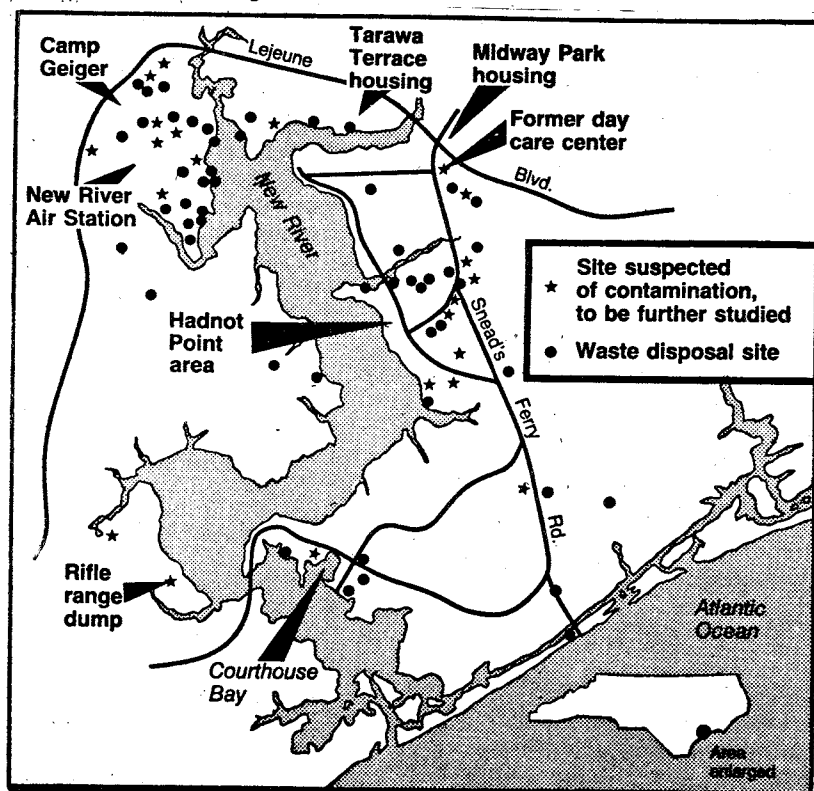 Camp
Geiger
Lejeune
Tarawa
Terrace
housing
Midway Park
housing
Former day
care center
Blvd.
New River
Air Station
New River
Site suspected
of contamination,
to be further studied
Waste disposal site
Hadnot
Point
area
Snead's
Ferry
Rd.
Rifle
range
dump
Courthouse
Bay
Atlantic
Ocean
Area
enlarged